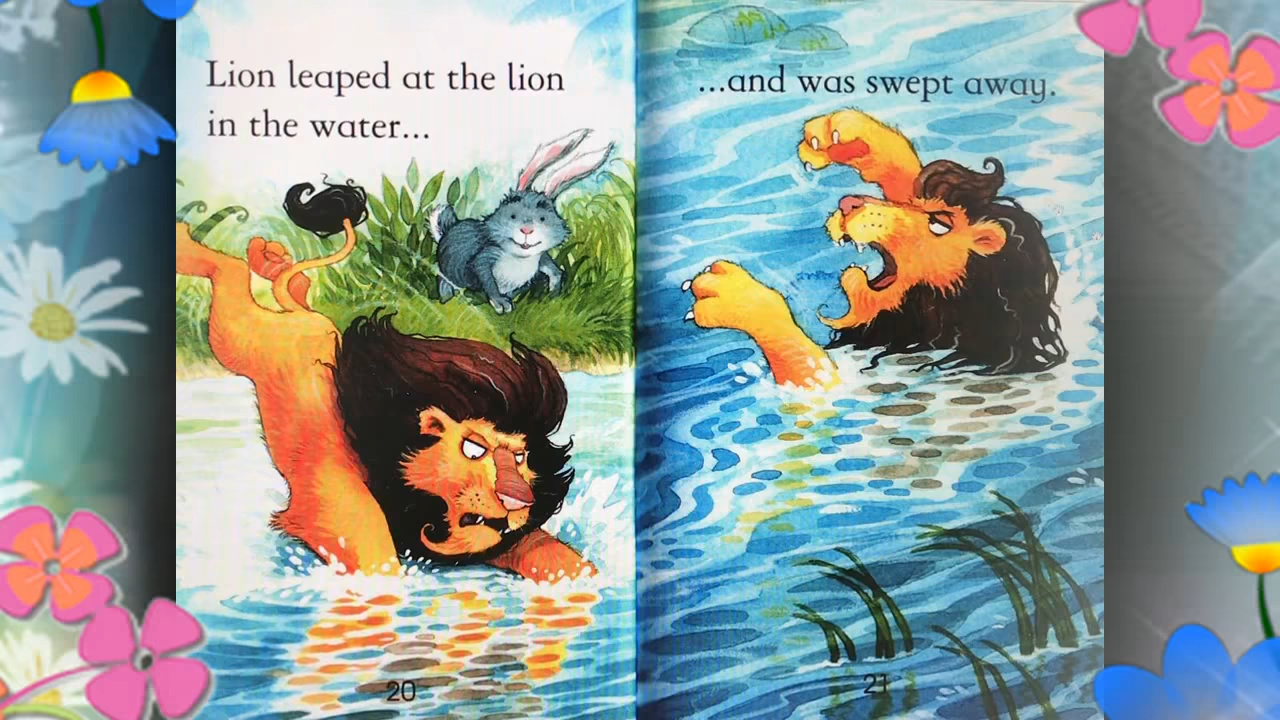 Lion leaped at the lion
in the water...
20
...and was swept away.
21